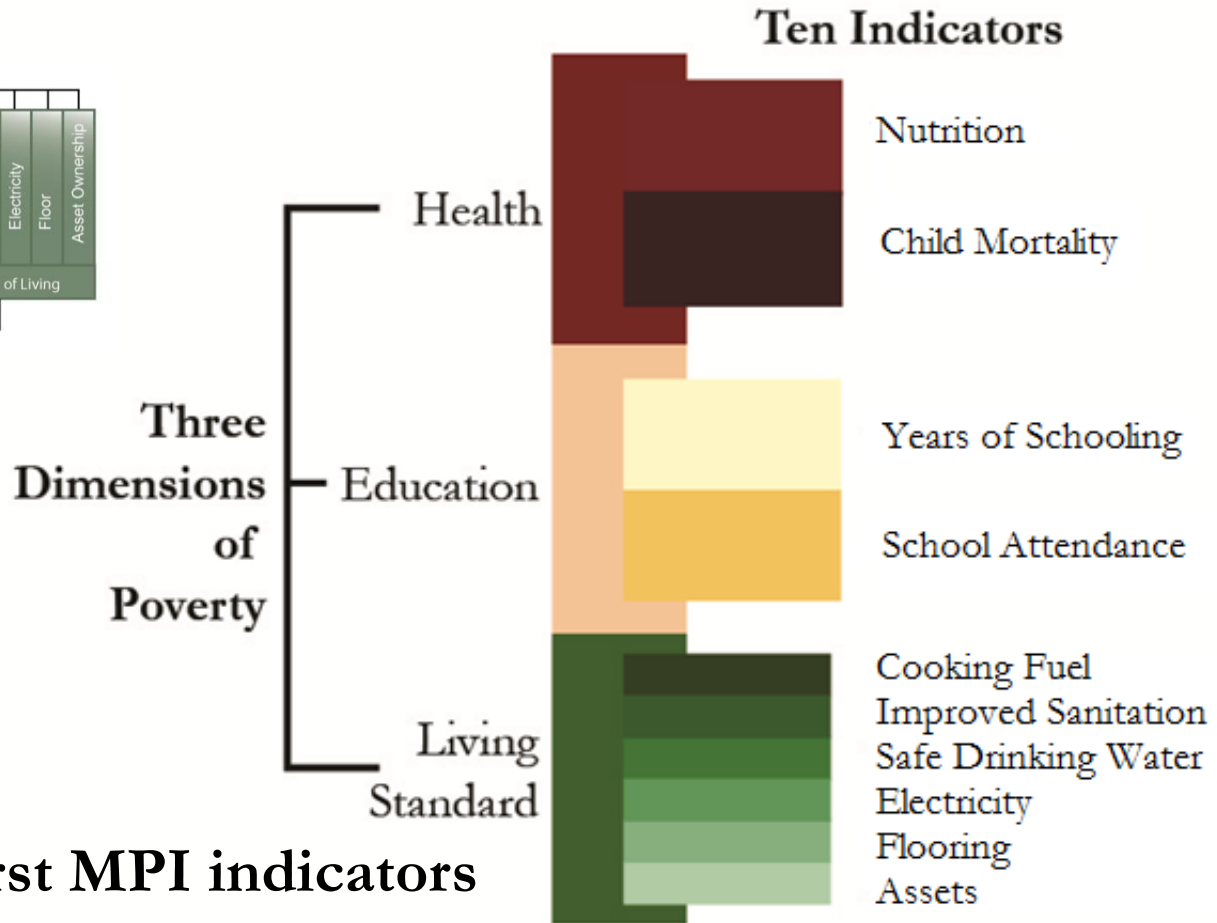 Ten Indicators
Electricity
Floor
Asset Ownership
of Living
Three
Dimensions
of
Poverty
Health
Education
Living
Standard
Nutrition
Child Mortality
Years of Schooling
School Attendance
Cooking Fuel
Improved Sanitation
Safe Drinking Water
Electricity
Flooring
Assets
rst MPI indicators